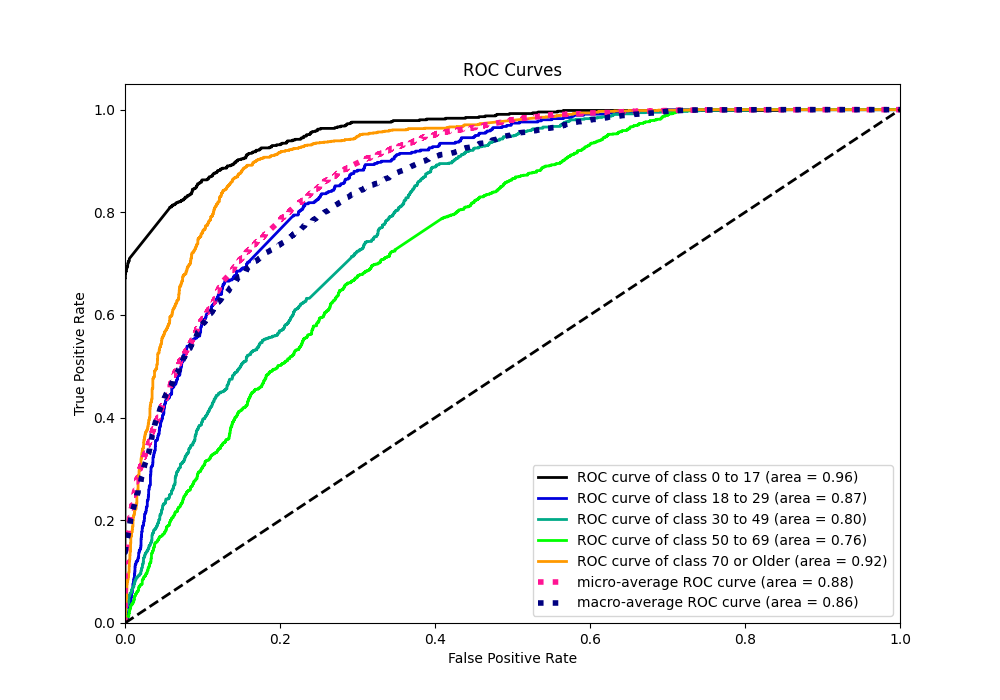 ROC Curves
True Positive Rate
1.0
0.8
0.6
0.4
0.2
0.0
ROC curve of class 0 to 17 (area = 0.96)
ROC curve of class 18 to 29 (area = 0.87)
ROC curve of class 30 to 49 (area = 0.80)
ROC curve of class 50 to 69 (area = 0.76)
ROC curve of class 70 or Older (area = 0.92)
micro-average ROC curve (area = 0.88)
macro-average ROC curve (area = 0.86)
0.0 0.2 0.4 0.6 0.8 1.0
False Positive Rate